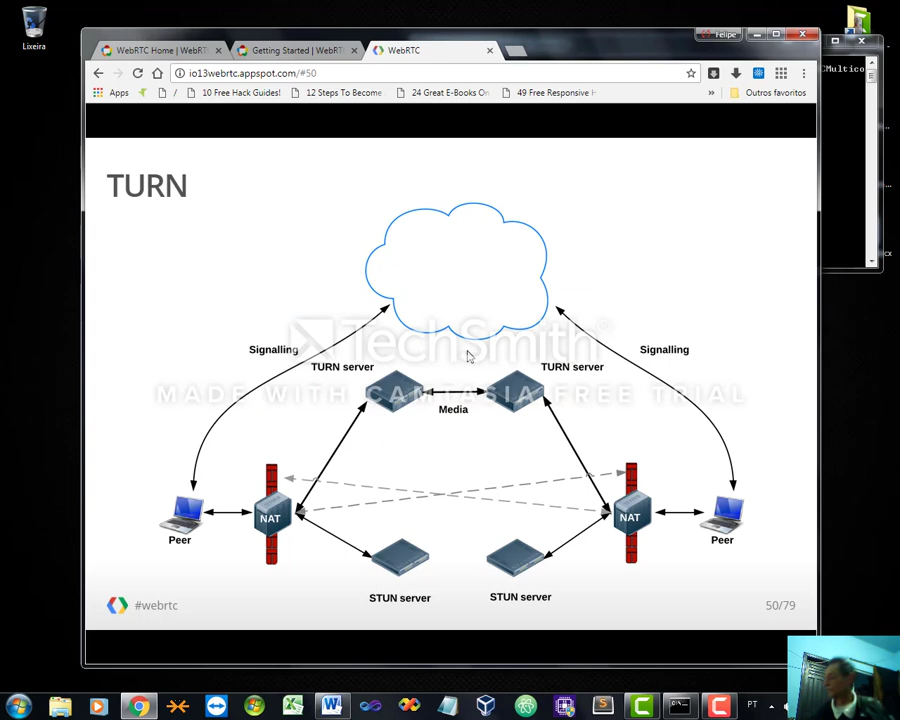 Lixeira
WebRTC Home | WebRT
Getting Started | WebRT
WebRTC
Felipe
io13webrtc.appspot.com/#50
Apps
/
10 Free Hack Guides!
12 Steps To Become
24 Great E-Books On
49 Free Responsive H
»
Outros favoritos
CMultico
TURN
Signalling
Signalling
TURN server
TURN server
TechSmith
MADE WITH CAMTASIA FREE TRIAL
Media
NAT
NAT
Peer
Peer
STUN server
STUN server
#webrtc
50/79
PT